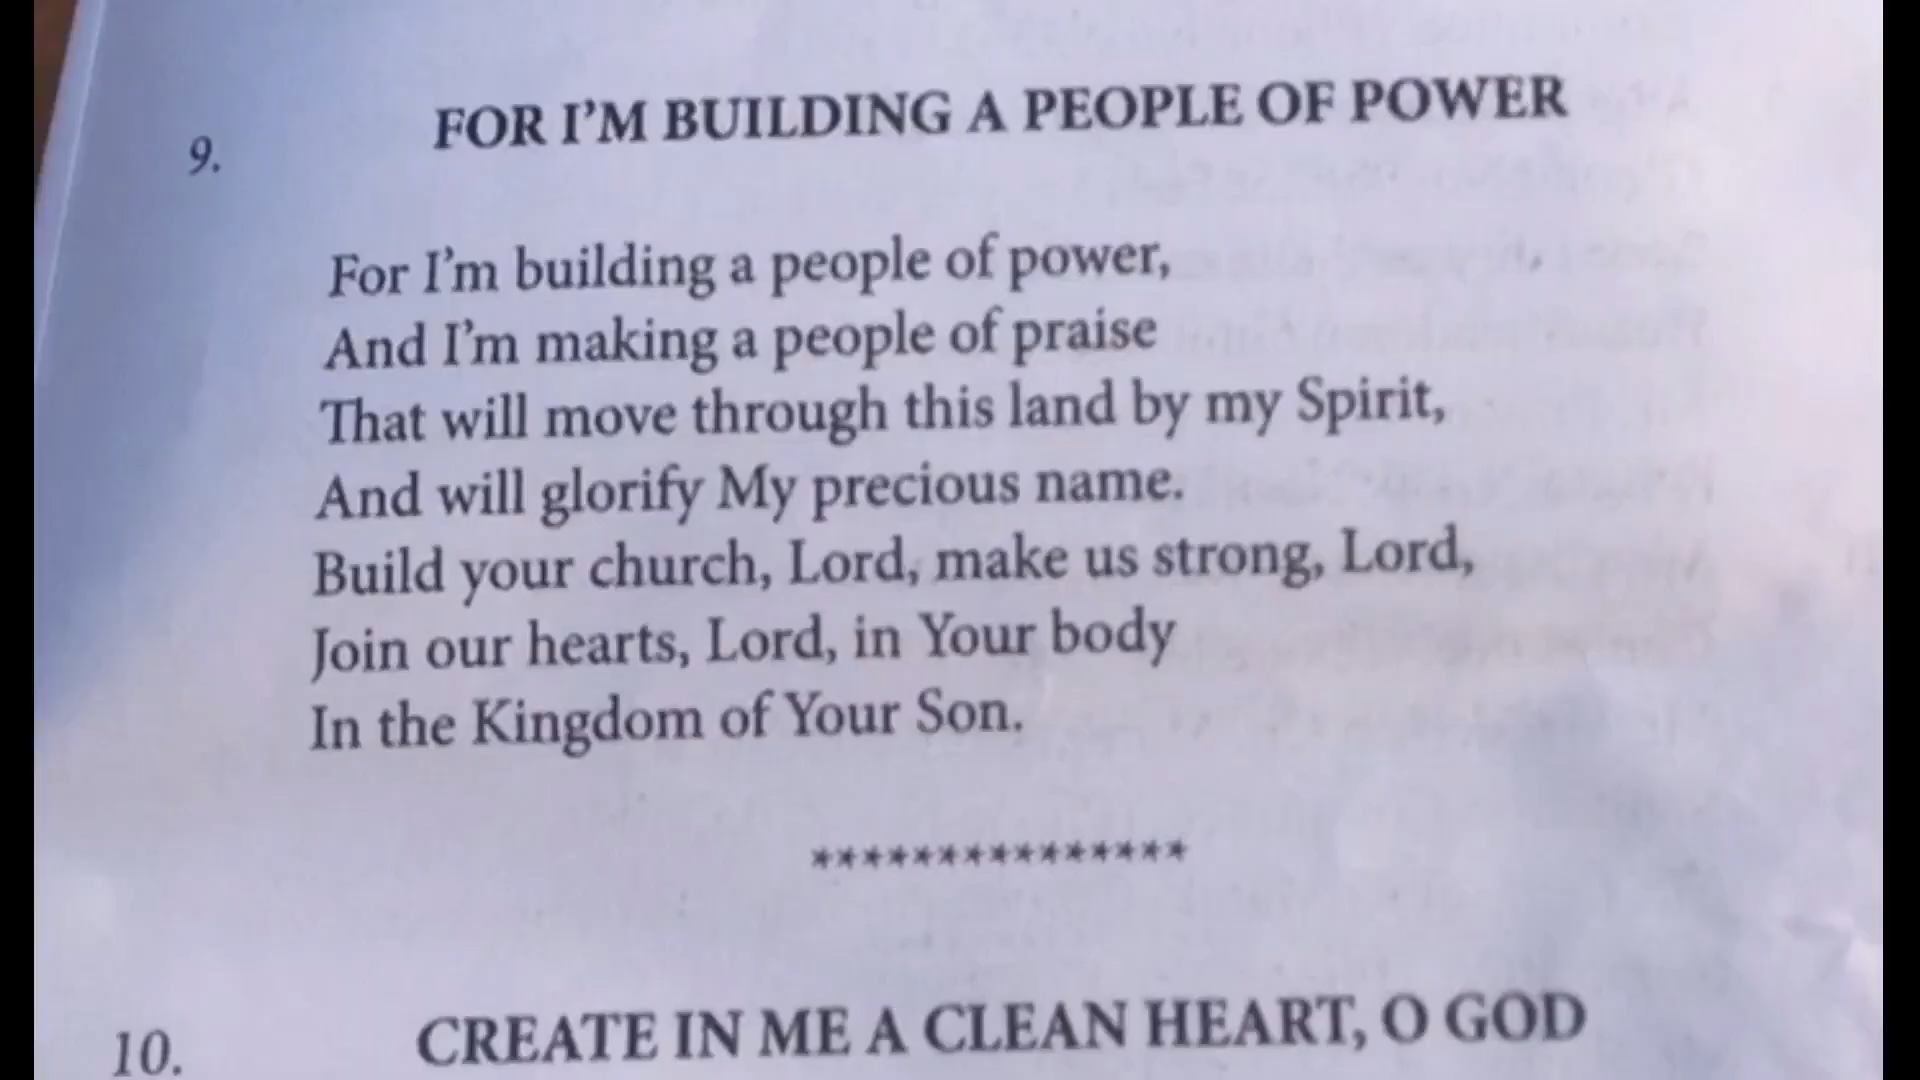 9. FOR I'M BUILDING A PEOPLE OF POWER
For I'm building a people of power,
And I'm making a people of praise
That will move through this land by my Spirit,
And will glorify My precious name.
Build your church, Lord, make us strong, Lord,
Join our hearts, Lord, in Your body
In the Kingdom of Your Son.
***************
10. CREATE IN ME A CLEAN HEART, O GOD